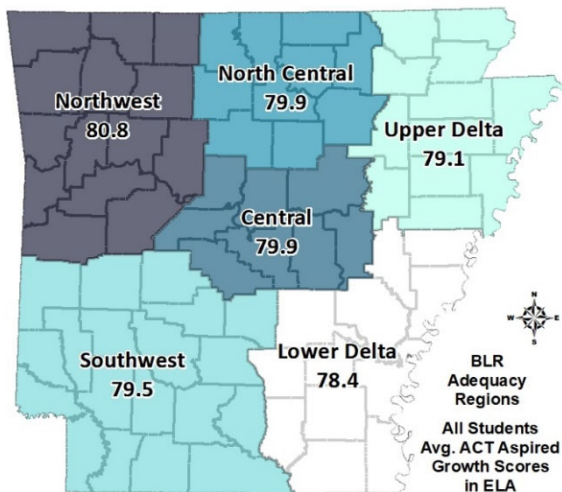 North Central
79.9
Northwest
80.8
Upper Delta
79.1
Central
79.9
Southwest
79.5
Lower Delta
78.4
N
W
E
S
BLR
Adequacy
Regions
All Students
Avg. ACT Aspired
Growth Scores
in ELA